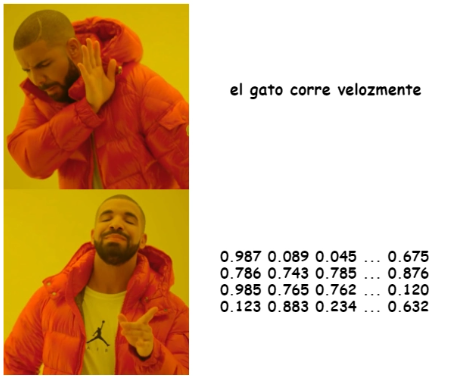 el gato corre velozmente
0.987 0.089 0.045 ... 0.675
0.786 0.743 0.785 ... 0.876
0.985 0.765 0.762 ... 0.120
0.123 0.883 0.234 ... 0.632